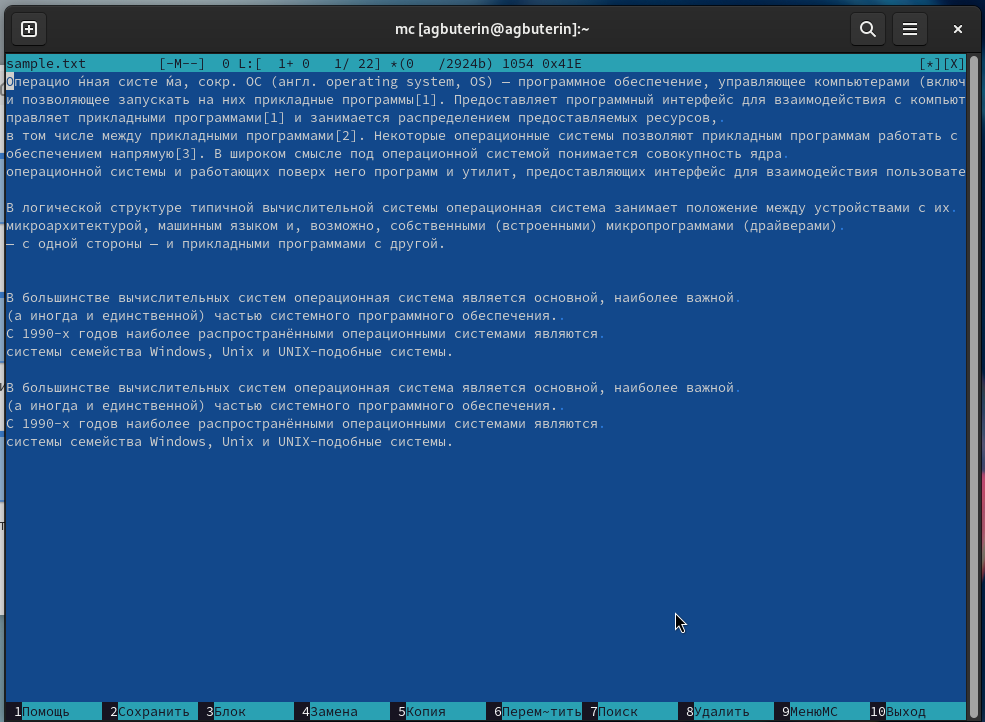 mc [agbuterin@agbuterin]:~
sample.txt [-M--] 0 L:[ 1+ 0 1/ 22] *(0 /2924b) 1054 0x41E [*][X]
Операцио́нная систе́ма, сокр. ОС (англ. operating system, OS) — программное обеспечение, управляющее компьютерами (включ
и позволяющее запускать на них прикладные программы[1]. Предоставляет программный интерфейс для взаимодействия с компьют
правляет прикладными программами[1] и занимается распределением предоставляемых ресурсов,.
в том числе между прикладными программами[2]. Некоторые операционные системы позволяют прикладным программам работать с
обеспечением напрямую[3]. В широком смысле под операционной системой понимается совокупность ядра.
операционной системы и работающих поверх него программ и утилит, предоставляющих интерфейс для взаимодействия пользовате
В логической структуре типичной вычислительной системы операционная система занимает положение между устройствами с их.
микроархитектурой, машинным языком и, возможно, собственными (встроенными) микропрограммами (драйверами).
— с одной стороны — и прикладными программами с другой.
В большинстве вычислительных систем операционная система является основной, наиболее важной.
(а иногда и единственной) частью системного программного обеспечения..
С 1990-х годов наиболее распространёнными операционными системами являются.
системы семейства Windows, Unix и UNIX-подобные системы.
В большинстве вычислительных систем операционная система является основной, наиболее важной.
(а иногда и единственной) частью системного программного обеспечения..
С 1990-х годов наиболее распространёнными операционными системами являются.
системы семейства Windows, Unix и UNIX-подобные системы.
1Помощь 2Сохранить 3Блок 4Замена 5Копия 6Перем~тить 7Поиск 8Удалить 9МенюMC 10Выход